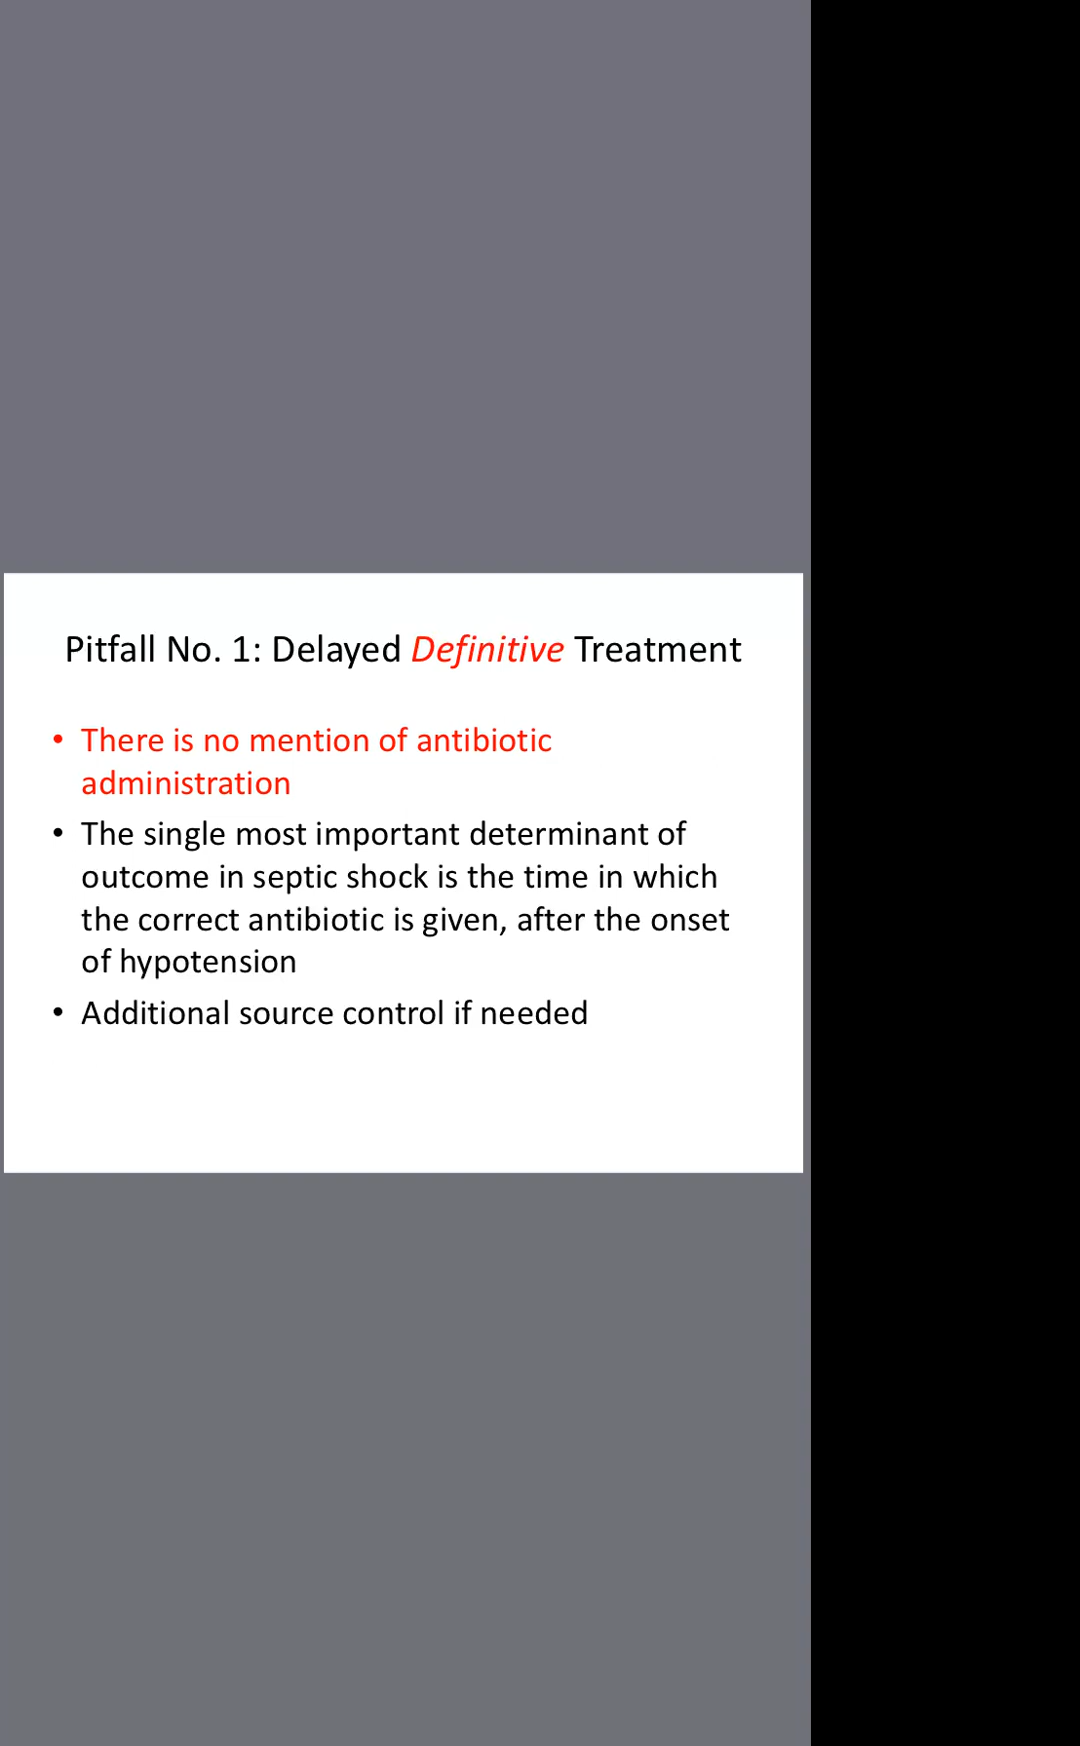 Pitfall No. 1: Delayed Definitive Treatment
• There is no mention of antibiotic
administration
• The single most important determinant of
outcome in septic shock is the time in which
the correct antibiotic is given, after the onset
of hypotension
• Additional source control if needed